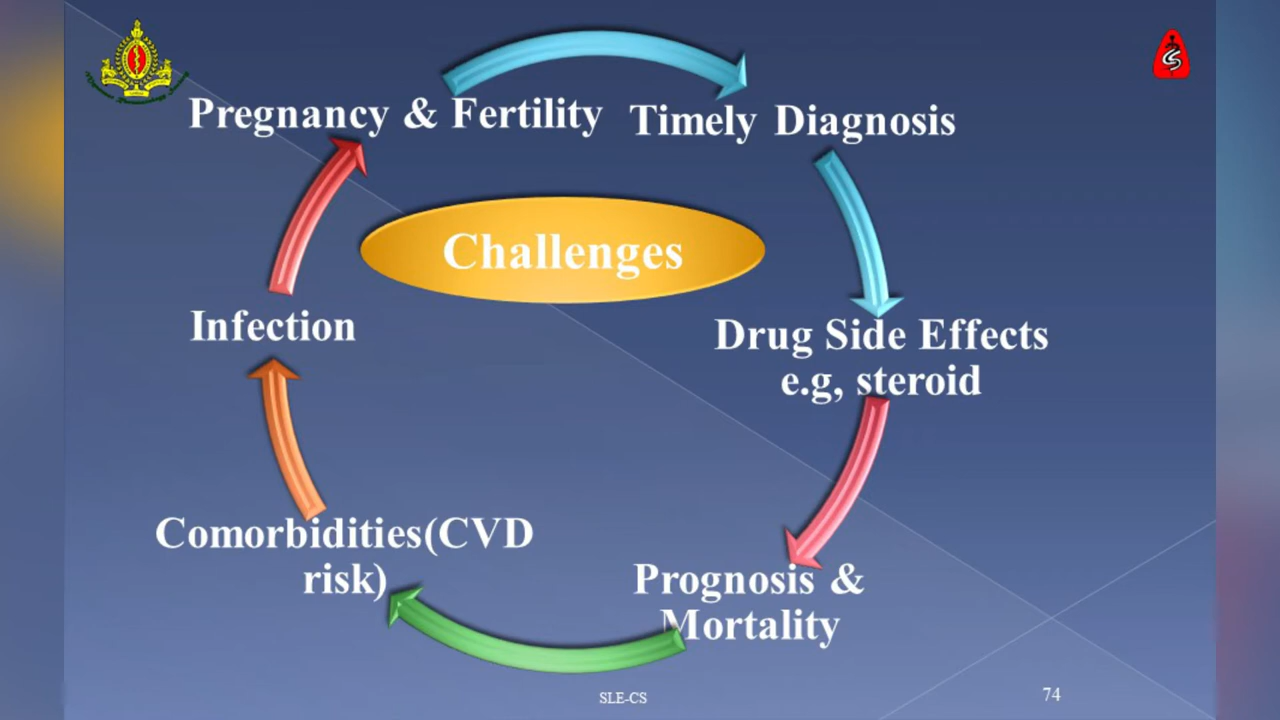 Pregnancy & Fertility
Timely Diagnosis
Challenges
Infection
Drug Side Effects
e.g, steroid
Comorbidities(CVD
risk)
Prognosis &
Mortality
SLE-CS
74